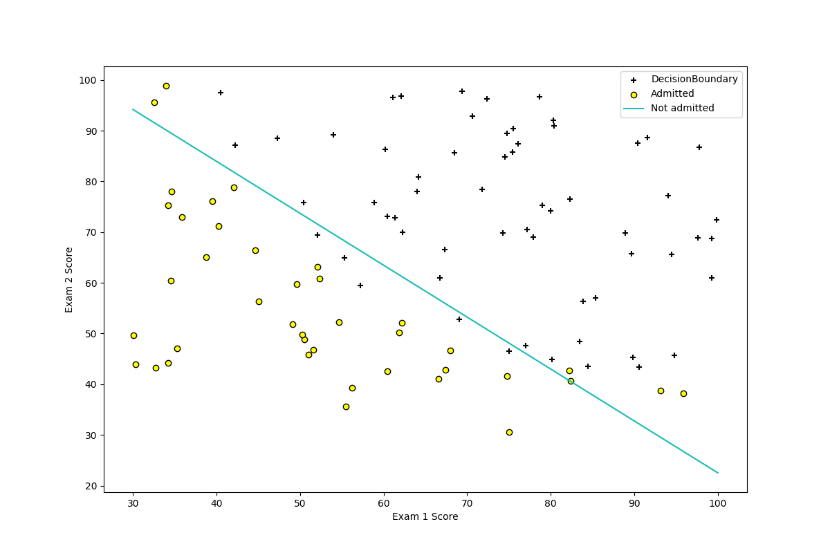 DecisionBoundary
Admitted
Not admitted
100
90
80
70
60
50
40
30
20
Exam 2 Score
30 40 50 60 70 80 90 100
Exam 1 Score